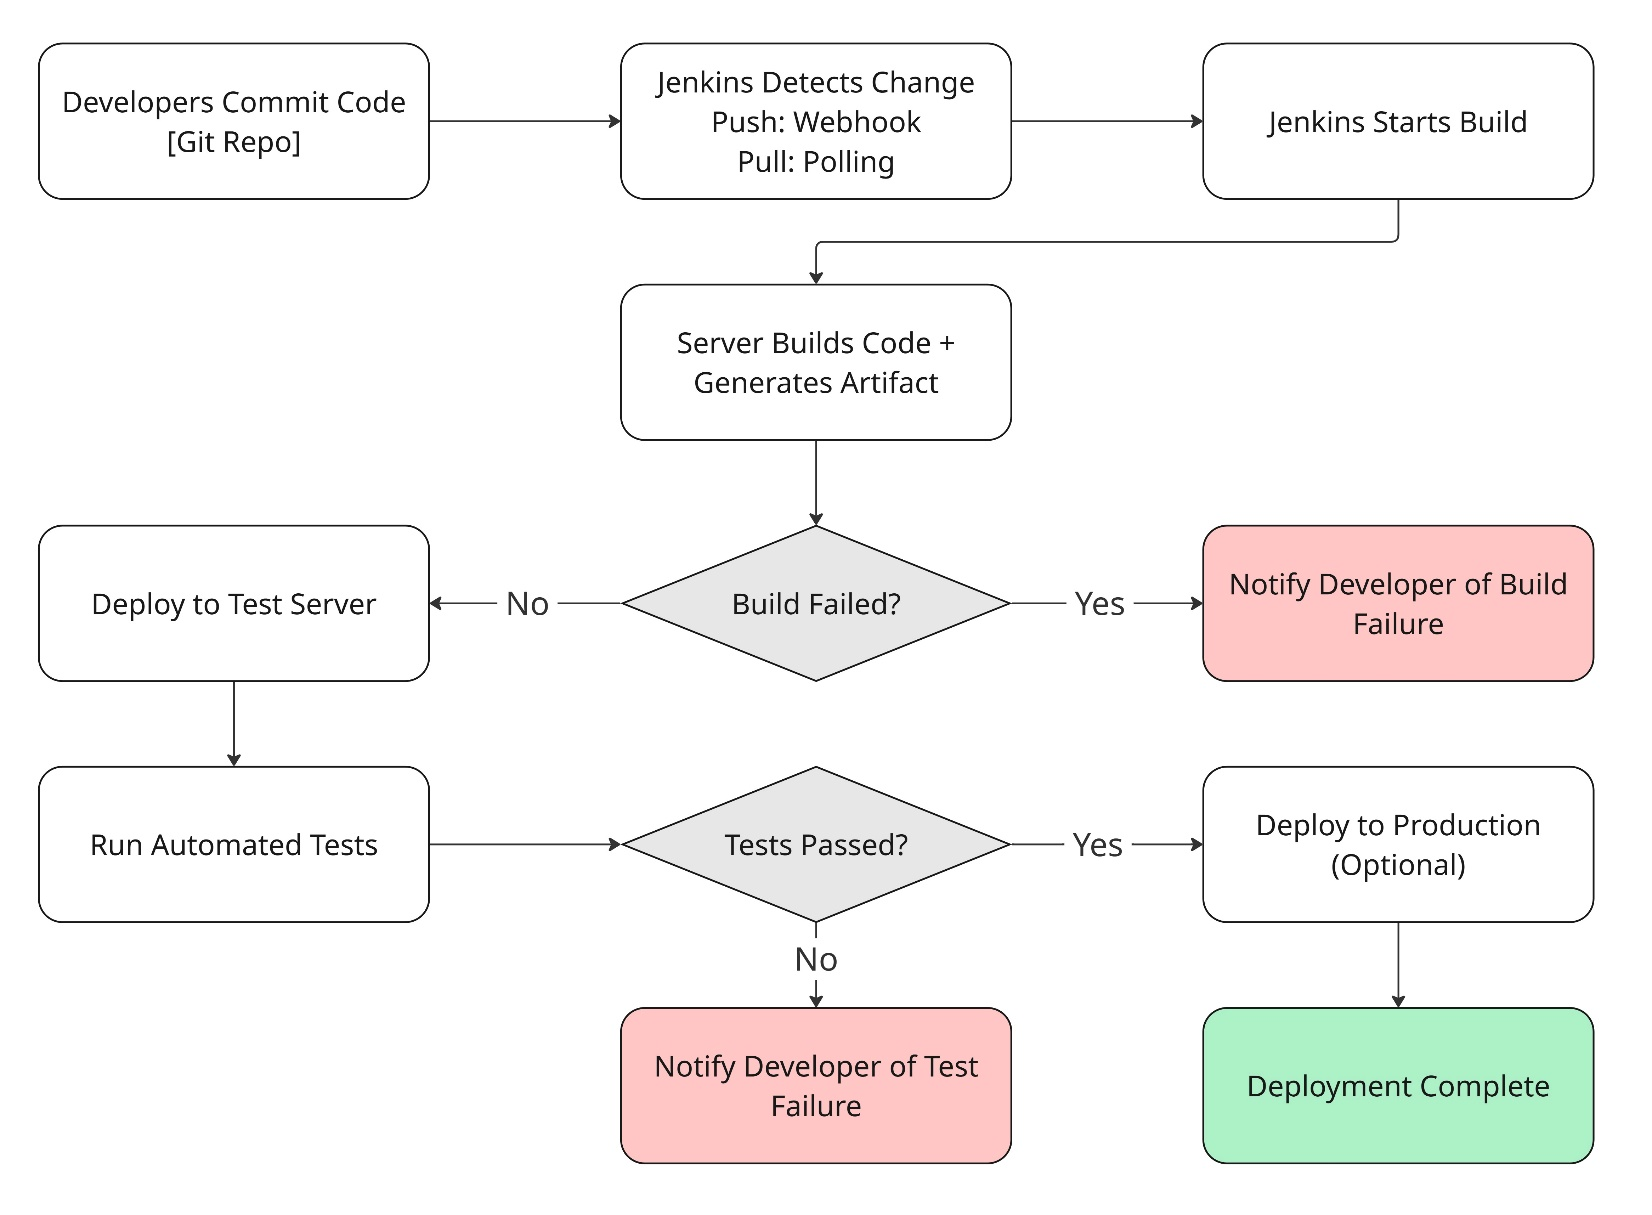 Developers Commit Code
[Git Repo]
Jenkins Detects Change
Push: Webhook
Pull: Polling
Jenkins Starts Build
Server Builds Code +
Generates Artifact
Deploy to Test Server
No
Build Failed?
Yes
Notify Developer of Build
Failure
Run Automated Tests
Tests Passed?
Yes
Deploy to Production
(Optional)
No
Notify Developer of Test
Failure
Deployment Complete